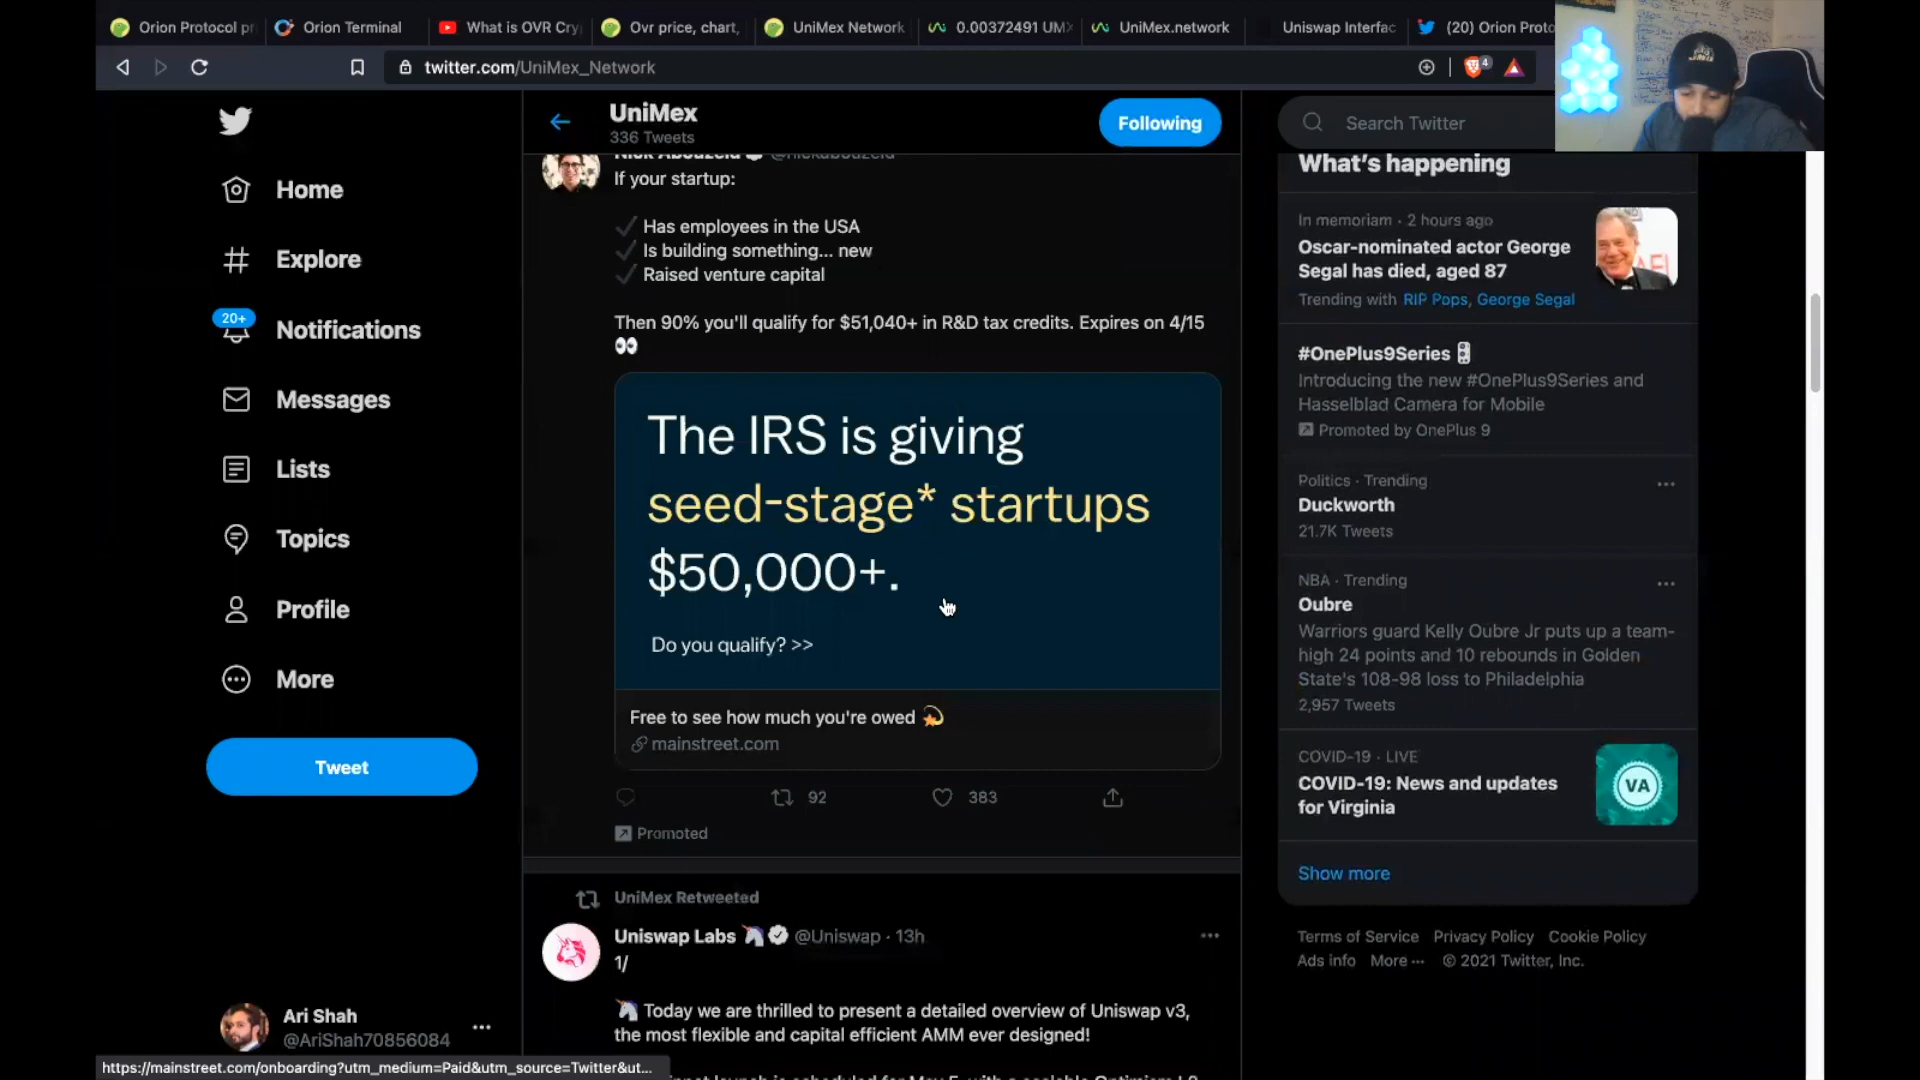 Orion Protocol pr
Orion Terminal
What is OVR Cry
Ovr price, chart,
UniMex Network
0.00372491 UMX
UniMex.network
Uniswap Interfac
(20) Orion Proto
twitter.com/UniMex_Network
4
UniMex
336 Tweets
Following
Search Twitter
Home
Explore
20+
Notifications
Messages
Lists
Topics
Profile
More
Tweet
Ari Shah
@AriShah70856084
Nick Abouzeid @nickabouzeid
If your startup:
Has employees in the USA
Is building something... new
Raised venture capital
Then 90% you'll qualify for $51,040+ in R&D tax credits. Expires on 4/15
The IRS is giving
seed-stage* startups
$50,000+.
Do you qualify? >>
Free to see how much you're owed
mainstreet.com
92
383
Promoted
UniMex Retweeted
Uniswap Labs @Uniswap · 13h
1/
Today we are thrilled to present a detailed overview of Uniswap v3,
the most flexible and capital efficient AMM ever designed!
What's happening
In memoriam · 2 hours ago
Oscar-nominated actor George
Segal has died, aged 87
Trending with RIP Pops, George Segal
#OnePlus9Series
Introducing the new #OnePlus9Series and
Hasselblad Camera for Mobile
Promoted by OnePlus 9
Politics · Trending
Duckworth
21.7K Tweets
NBA · Trending
Oubre
Warriors guard Kelly Oubre Jr puts up a team-
high 24 points and 10 rebounds in Golden
State's 108-98 loss to Philadelphia
2,957 Tweets
COVID-19 · LIVE
COVID-19: News and updates
for Virginia
VA
Show more
Terms of Service Privacy Policy Cookie Policy
Ads info More ··· © 2021 Twitter, Inc.
https://mainstreet.com/onboarding?utm_medium=Paid&utm_source=Twitter&ut...